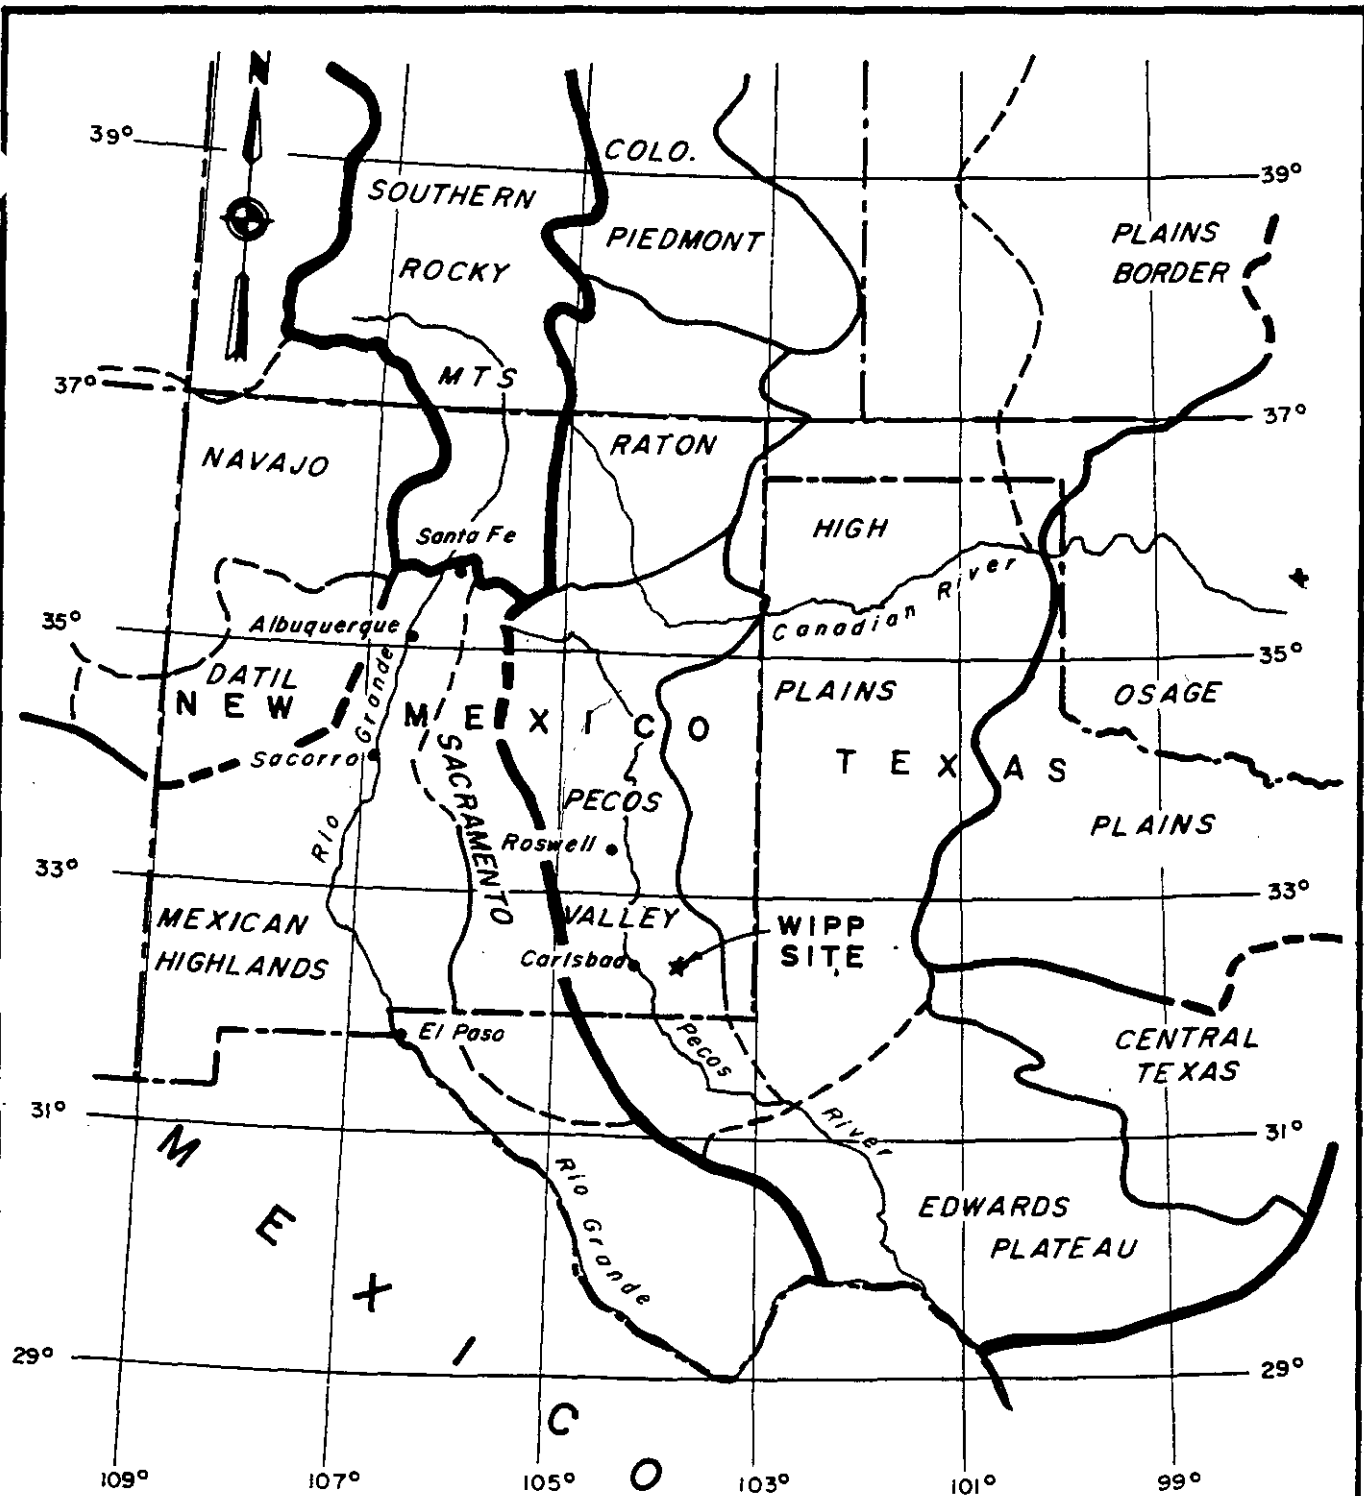 N
39°
COLO.
39°
SOUTHERN
PIEDMONT
PLAINS
BORDER
ROCKY
MTS
37°
37°
RATON
NAVAJO
HIGH
Santa Fe
Canadian River
35°
Albuquerque
35°
DATIL
PLAINS
OSAGE
NEW MEXICO
Rio Grande
SACRAMENTO
Sacorro
TEXAS
PECOS
PLAINS
Roswell
33°
33°
MEXICAN
HIGHLANDS
VALLEY
WIPP
SITE
Carlsbad
El Paso
Pecos River
CENTRAL
TEXAS
31°
31°
MEXICO
Rio Grande
EDWARDS
PLATEAU
29°
29°
109° 107° 105° 103° 101° 99°